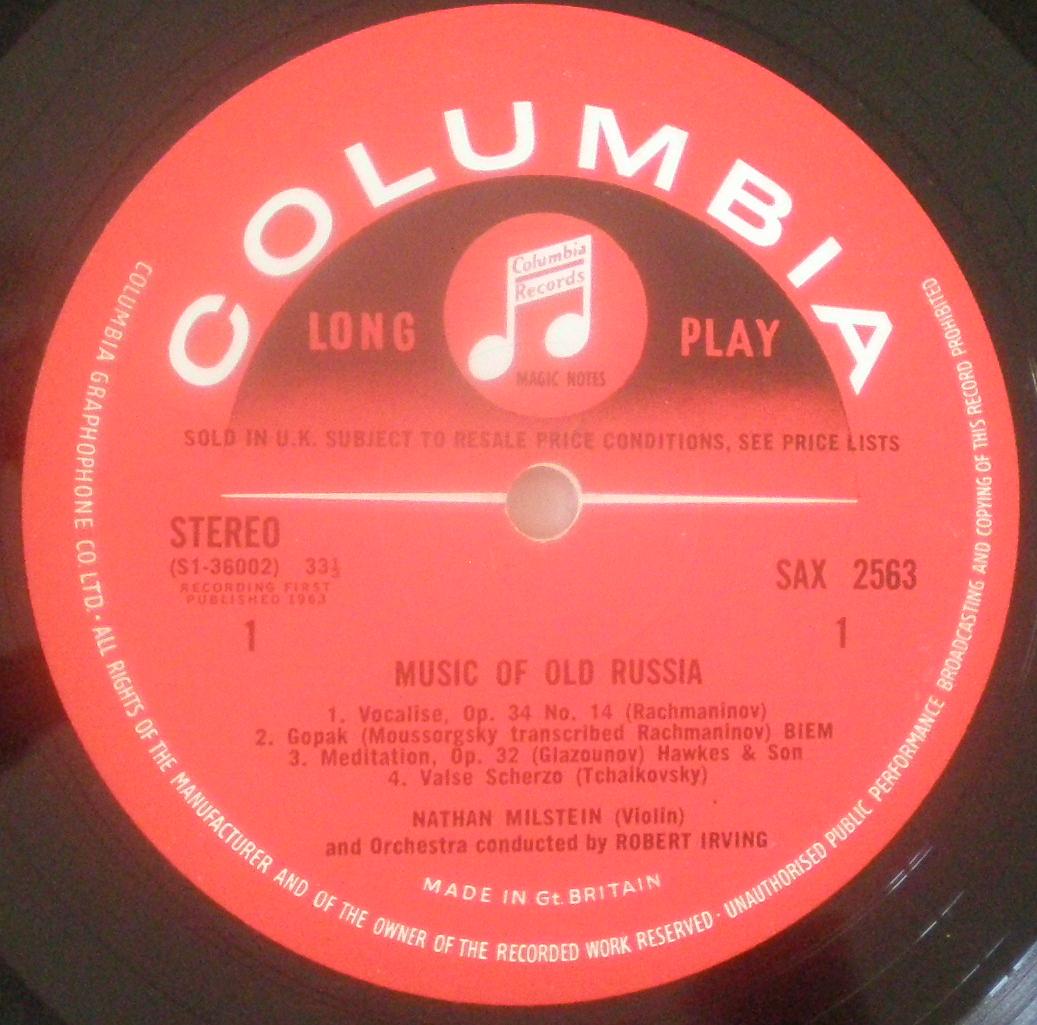 COLUMBIA
Columbia
Records
LONG PLAY
MAGIC NOTES
SOLD IN U.K. SUBJECT TO RESALE PRICE CONDITIONS, SEE PRICE LISTS
STEREO
(S1-36002) 33⅓
SAX 2563
RECORDING FIRST
PUBLISHED 1963
1 1
MUSIC OF OLD RUSSIA
1. Vocalise, Op. 34 No. 14 (Rachmaninov)
2. Gopak (Moussorgsky transcribed Rachmaninov) BIEM
3. Meditation, Op. 32 (Glazounov) Hawkes & Son
4. Valse Scherzo (Tchaikovsky)
NATHAN MILSTEIN (Violin)
and Orchestra conducted by ROBERT IRVING
MADE IN Gt. BRITAIN
COLUMBIA GRAPHOPHONE CO. LTD. · ALL RIGHTS OF THE MANUFACTURER AND OF THE OWNER OF THE RECORDED WORK RESERVED · UNAUTHORISED PUBLIC PERFORMANCE BROADCASTING AND COPYING OF THIS RECORD PROHIBITED